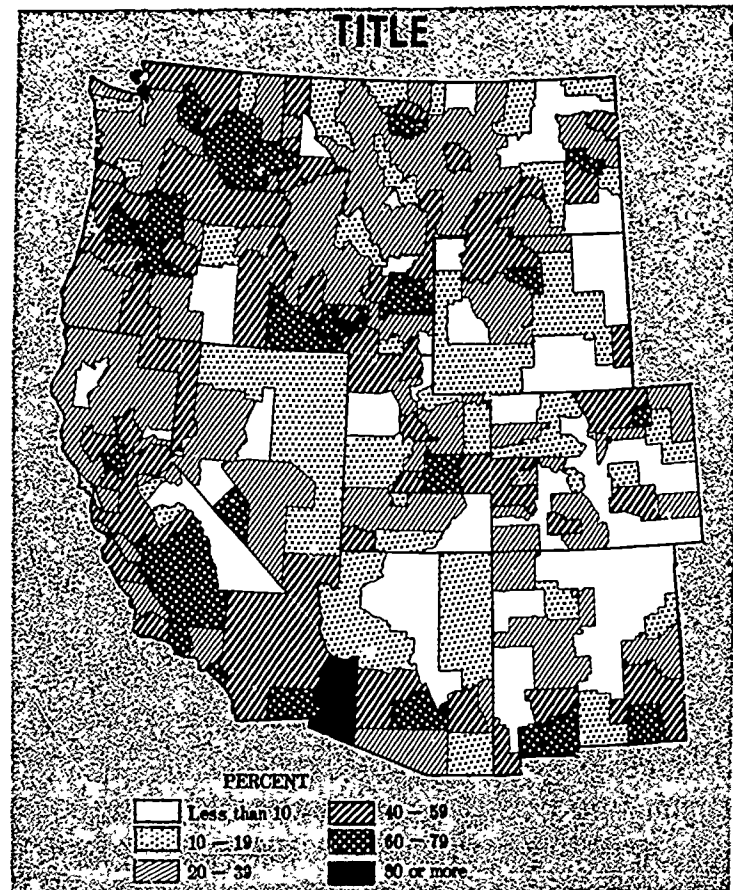 TITLE
PERCENT
Less than 10
10 — 19
20 — 39
40 — 59
60 — 79
80 or more